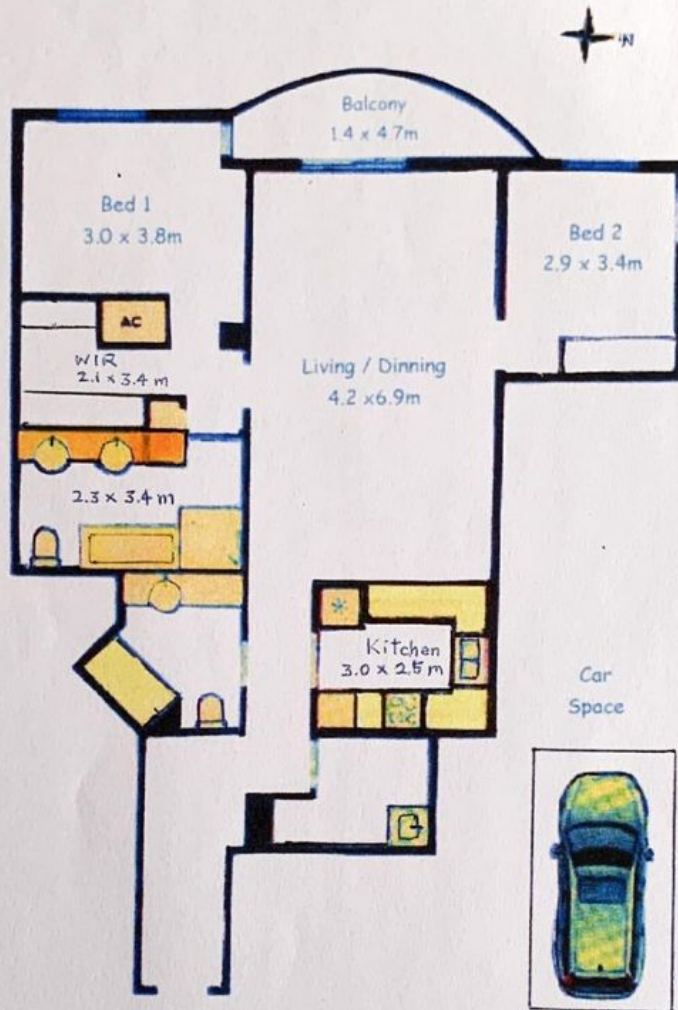 N
Balcony
1.4 x 4.7m
Bed 1
3.0 x 3.8m
Bed 2
2.9 x 3.4m
AC
WIR
2.1 x 3.4 m
Living / Dinning
4.2 x6.9m
2.3 x 3.4 m
Kitchen
3.0 x 2.5 m
Car
Space